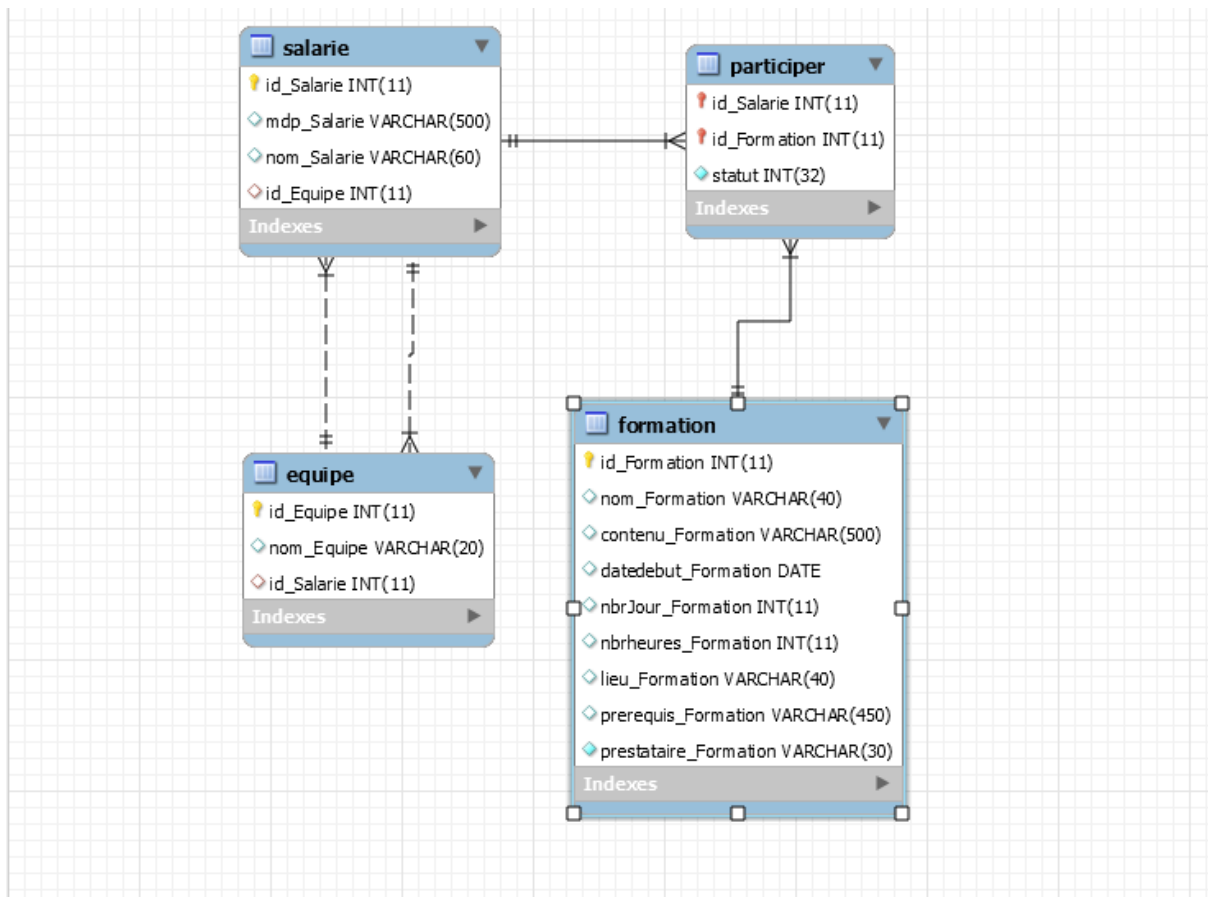 salarie
id_Salarie INT(11)
mdp_Salarie VARCHAR(500)
nom_Salarie VARCHAR(60)
id_Equipe INT(11)
Indexes
participer
id_Salarie INT(11)
id_Formation INT(11)
statut INT(32)
Indexes
equipe
id_Equipe INT(11)
nom_Equipe VARCHAR(20)
id_Salarie INT(11)
Indexes
formation
id_Formation INT(11)
nom_Formation VARCHAR(40)
contenu_Formation VARCHAR(500)
datedebut_Formation DATE
nbrJour_Formation INT(11)
nbrheures_Formation INT(11)
lieu_Formation VARCHAR(40)
prerequis_Formation VARCHAR(450)
prestataire_Formation VARCHAR(30)
Indexes